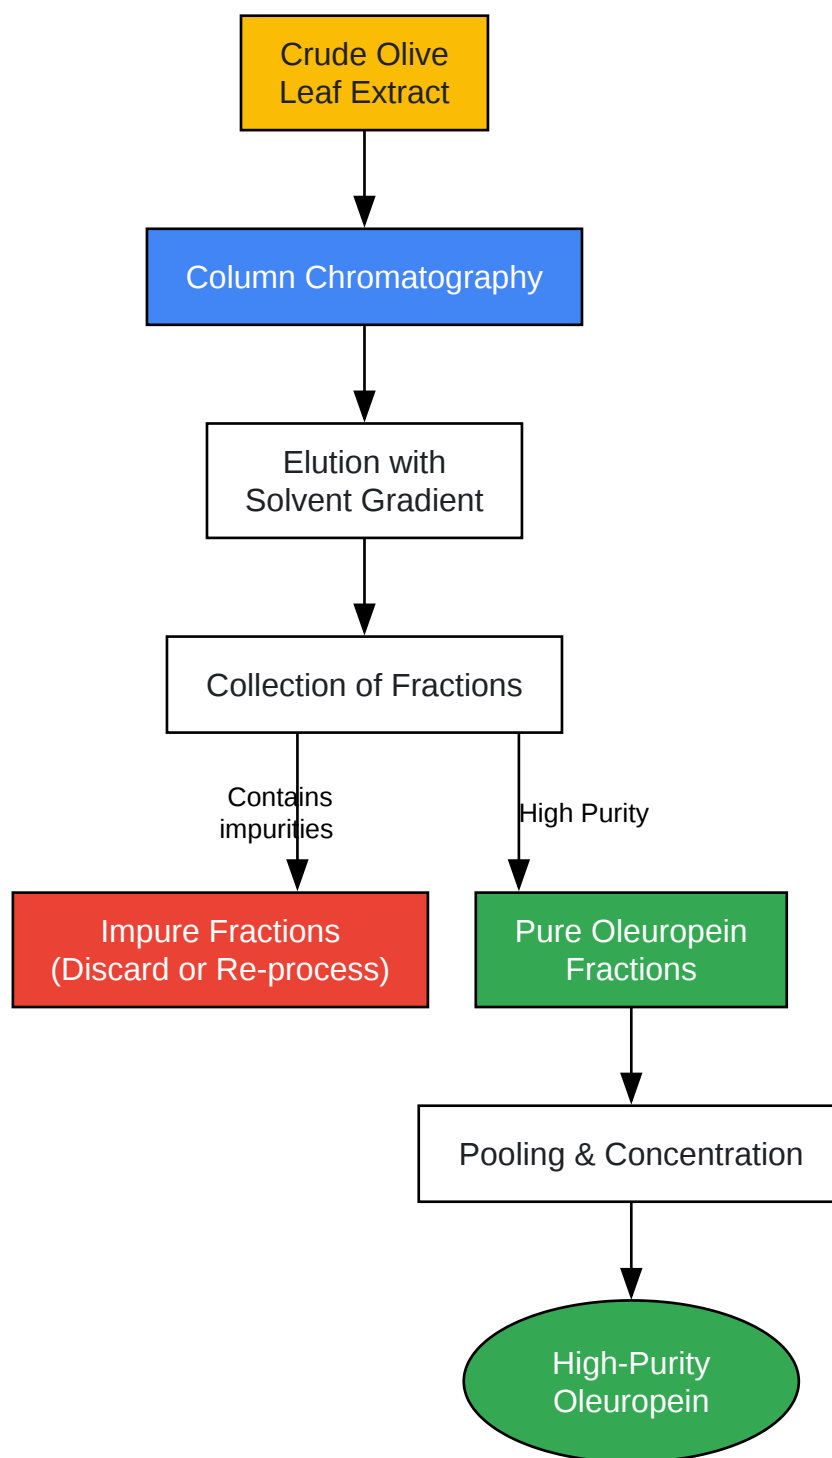 Crude Olive
Leaf Extract
Column Chromatography
Elution with
Solvent Gradient
Collection of Fractions
Contains
impurities
High Purity
Impure Fractions
(Discard or Re-process)
Pure Oleuropein
Fractions
Pooling & Concentration
High-Purity
Oleuropein